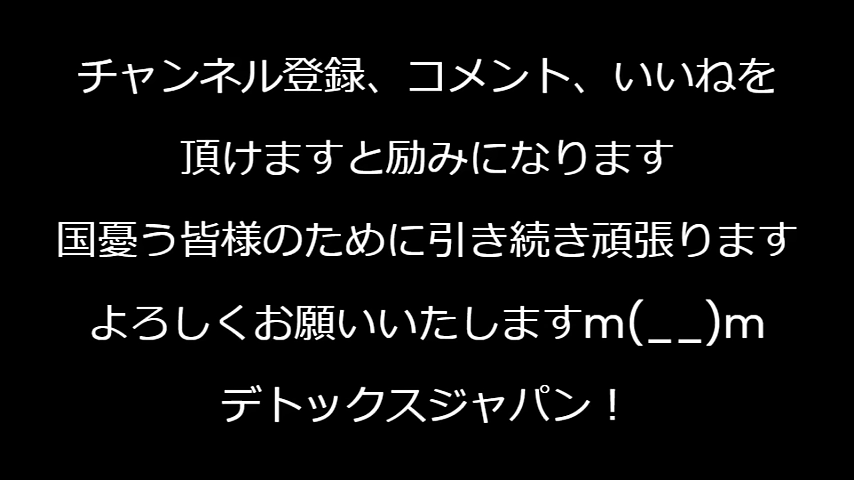 チャンネル登録、コメント、いいねを
頂けますと励みになります
国憂う皆様のために引き続き頑張ります
よろしくお願いいたしますm(__)m
デトックスジャパン！